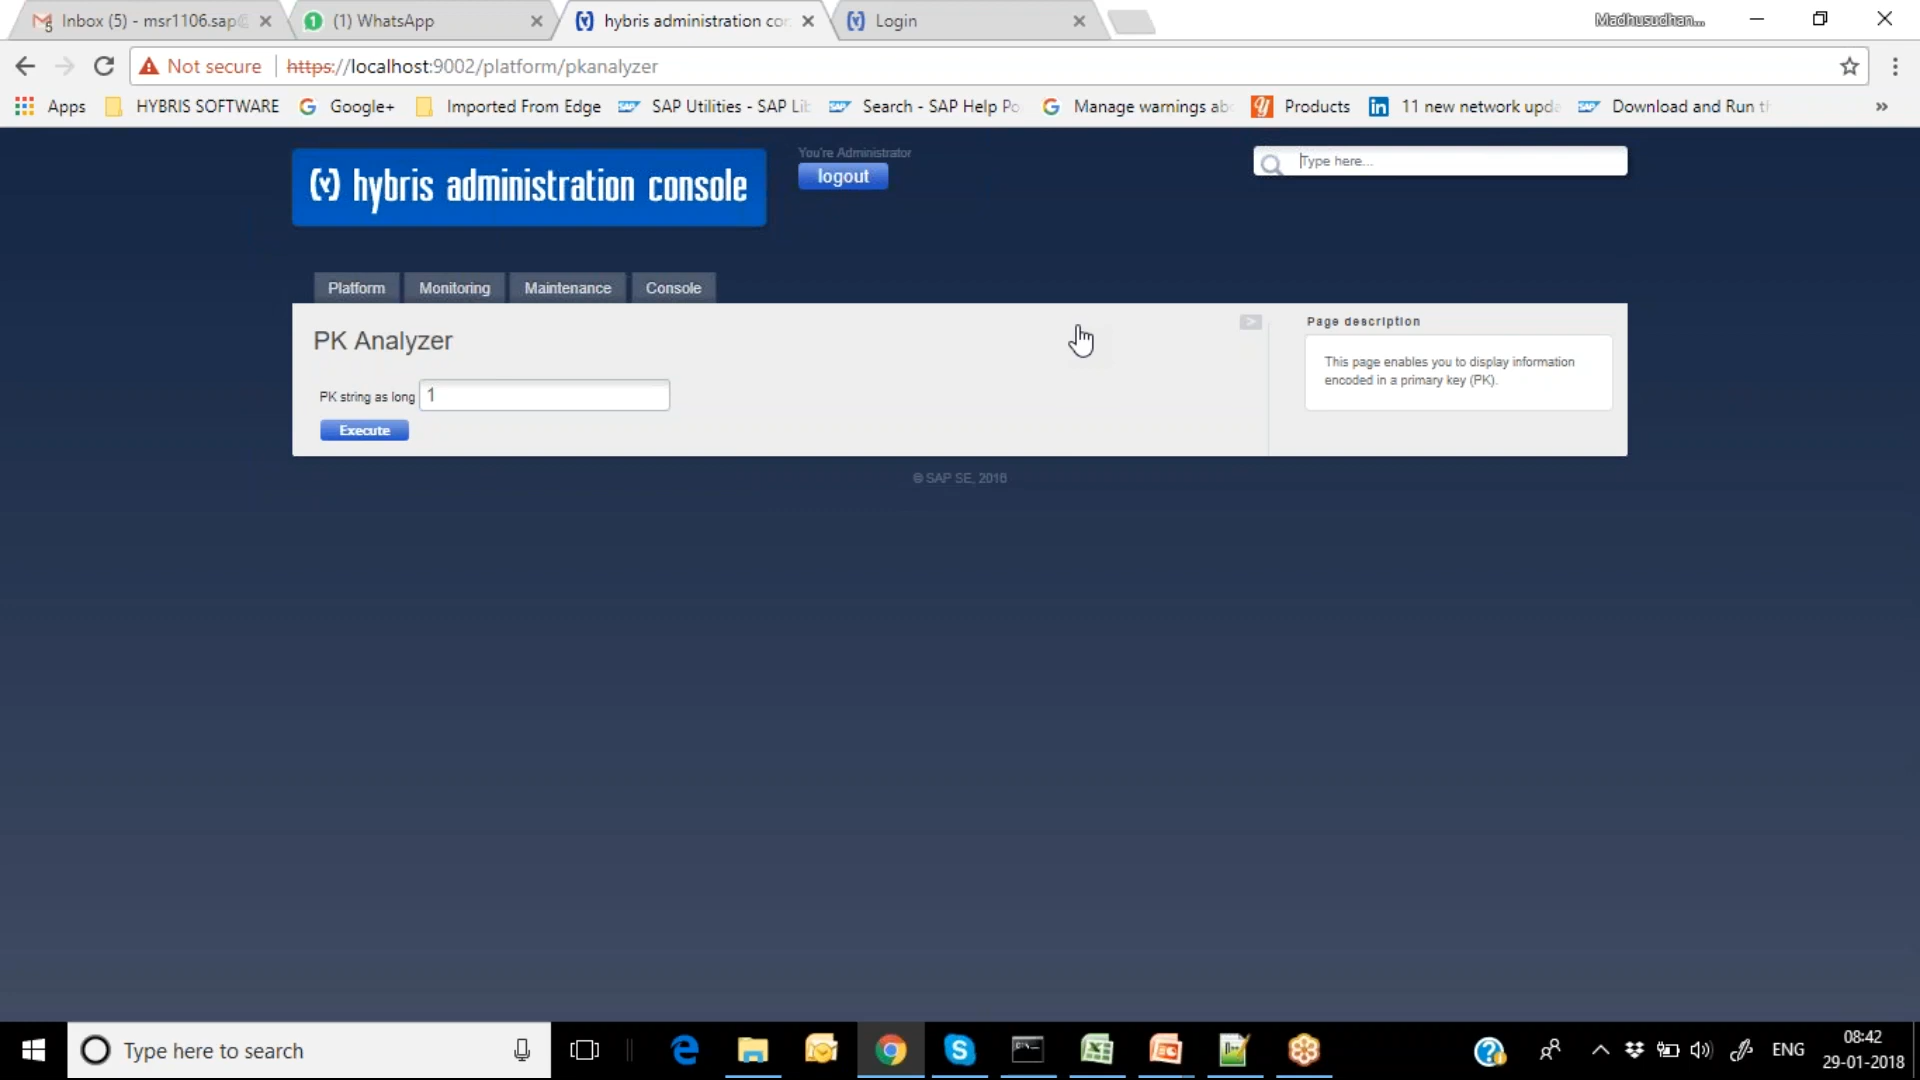 Inbox (5) - msr1106.sap@
(1) WhatsApp
hybris administration con
Login
Madhusudhan...
Not secure
https://localhost:9002/platform/pkanalyzer
Apps
HYBRIS SOFTWARE
Google+
Imported From Edge
SAP Utilities - SAP Lib
Search - SAP Help Po
Manage warnings ab
Products
11 new network upda
Download and Run th
»
(y) hybris administration console
You're Administrator
logout
Type here...
Platform
Monitoring
Maintenance
Console
PK Analyzer
>
PK string as long
1
Execute
Page description
This page enables you to display information
encoded in a primary key (PK).
© SAP SE, 2016
Type here to search
ENG
08:42
29-01-2018